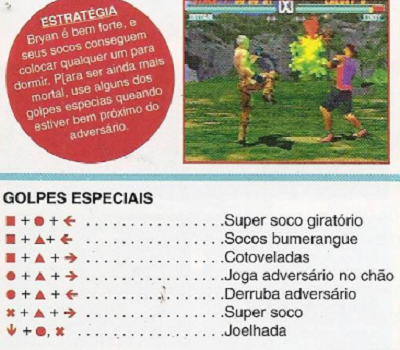 ESTRATÉGIA
Bryan é bem forte, e
seus socos conseguem
colocar qualquer um para
dormir. P[ara ser ainda mais
mortal, use alguns dos
golpes especias queando
estiver bem próximo do
adversário.
BRYAN
EDDY
GOLPES ESPECIAIS
■ + ● + ← .....................Super soco giratório
■ + ▲ + ← .....................Socos bumerangue
■ + ▲ + → .....................Cotoveladas
● + ▲ + → .....................Joga adversário no chão
● + ▲ + ← .....................Derruba adversário
✖ + ▲ + → .....................Super soco
↓ + ●, ✖ .....................Joelhada